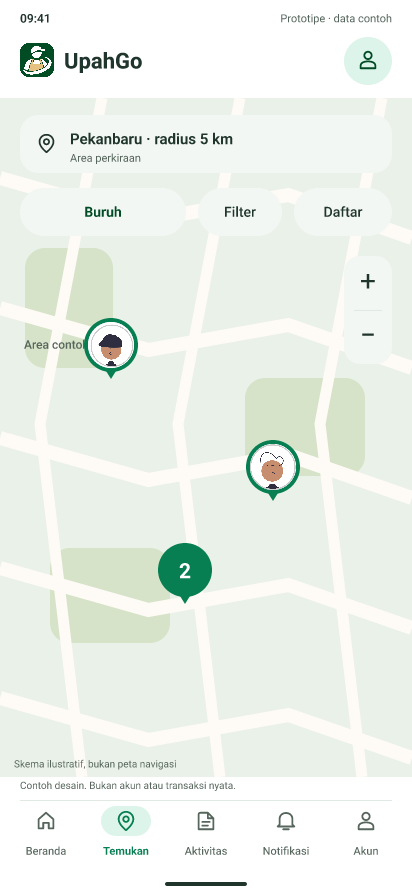 09:41
Prototipe · data contoh
UpahGo
Pekanbaru · radius 5 km
Area perkiraan
Buruh
Filter
Daftar
+
−
Area contoh
2
Skema ilustratif, bukan peta navigasi
Contoh desain. Bukan akun atau transaksi nyata.
Beranda
Temukan
Aktivitas
Notifikasi
Akun